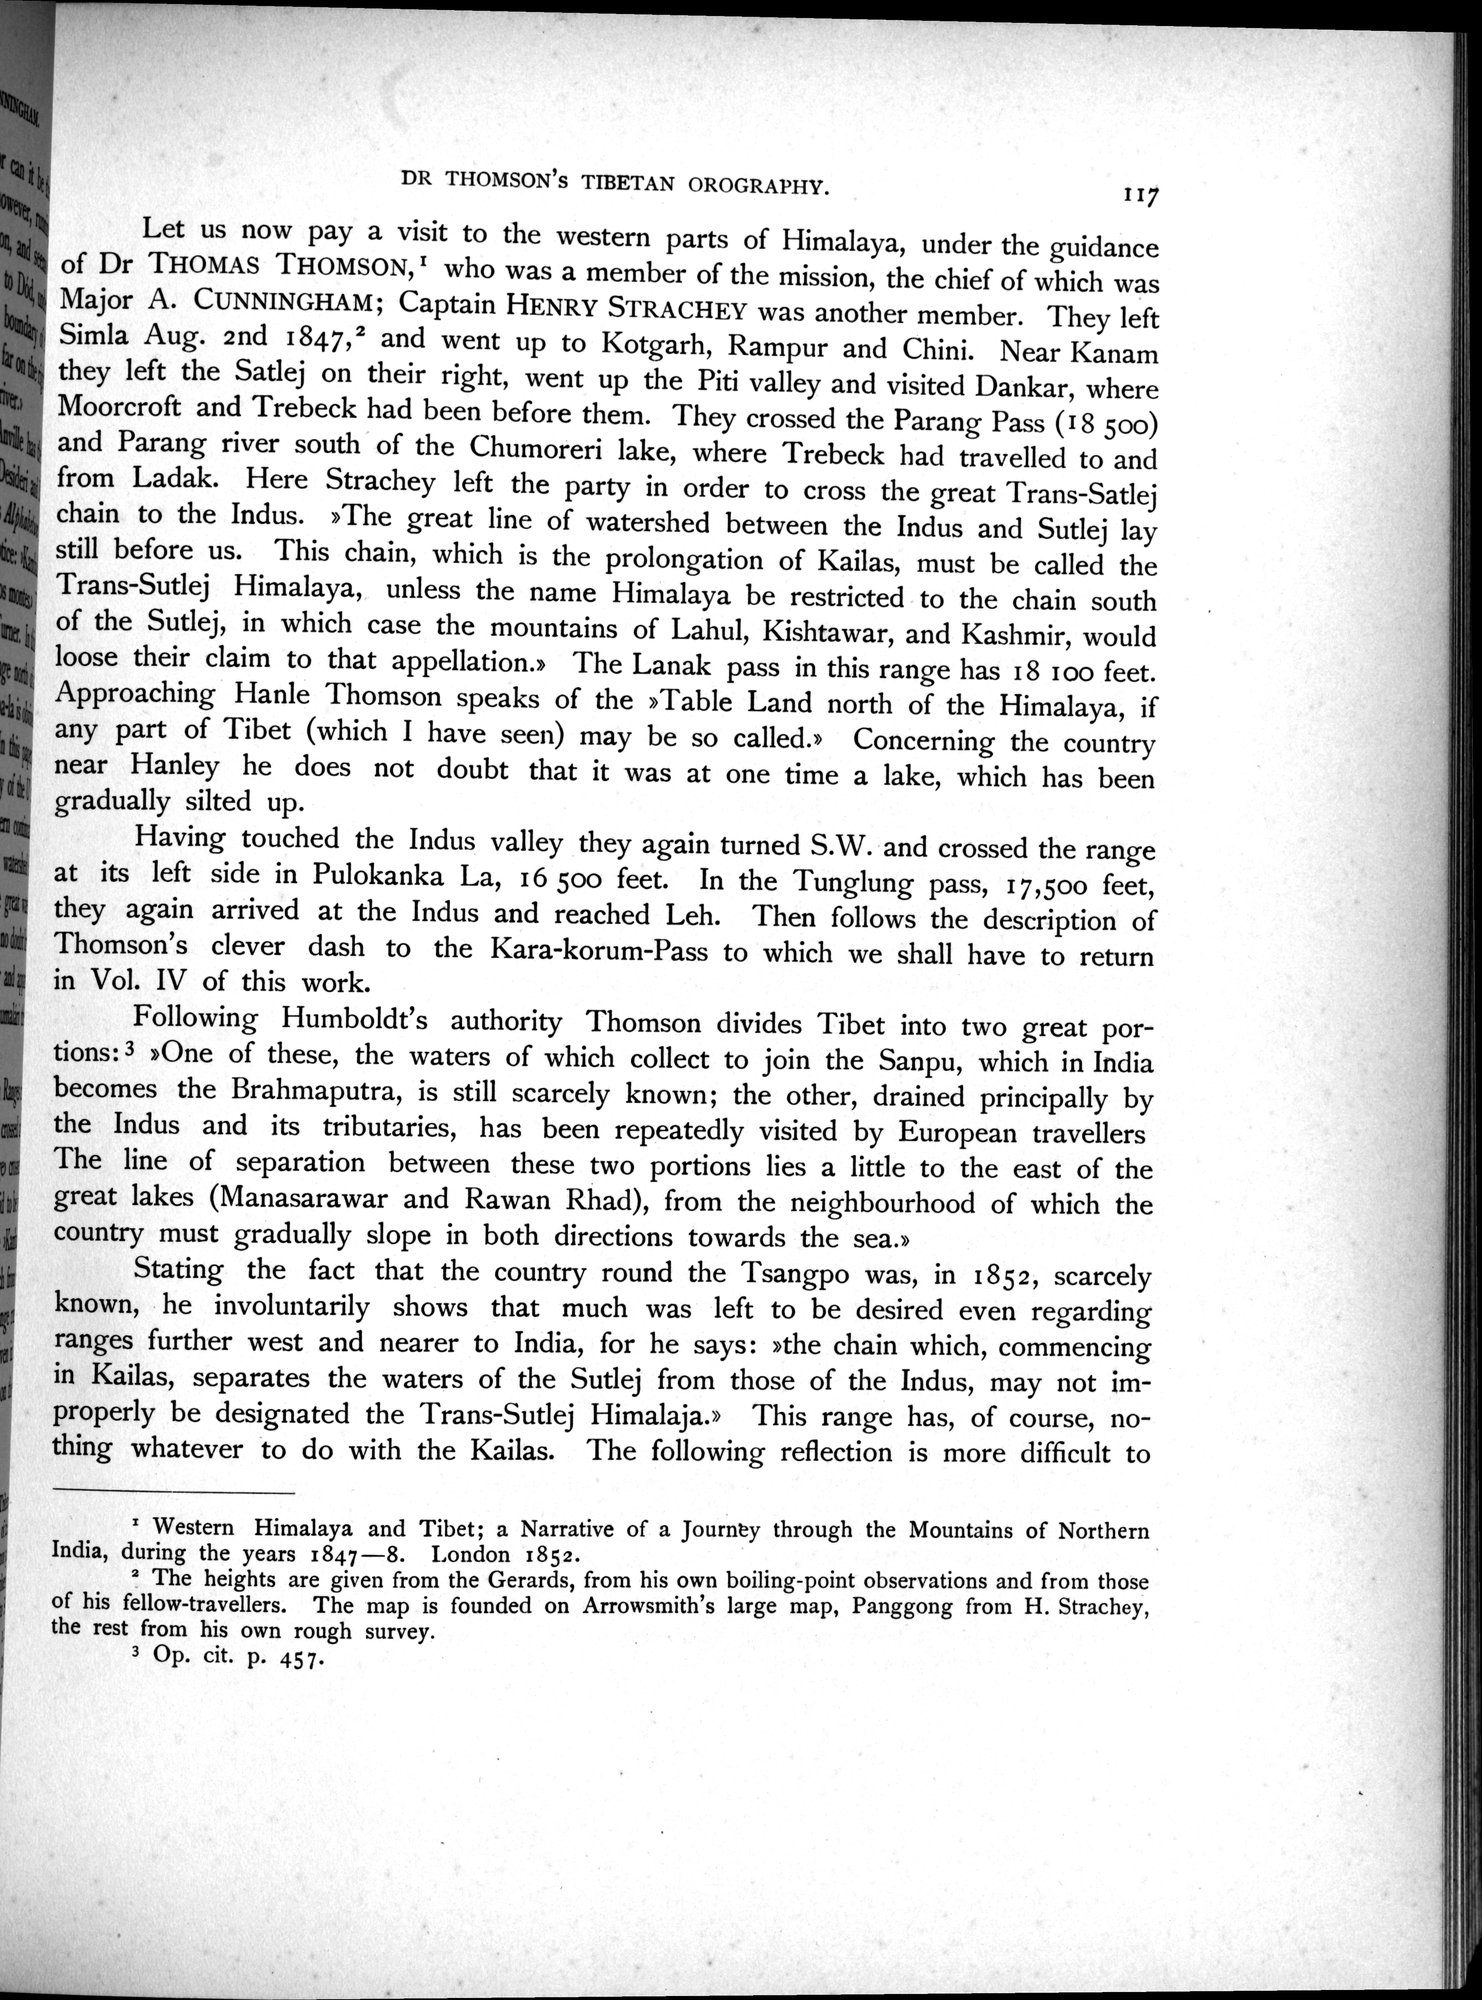 DR THOMSON'S TIBETAN OROGRAPHY.
117
Let us now pay a visit to the western parts of Himalaya, under the guidance
of Dr THOMAS THOMSON,¹ who was a member of the mission, the chief of which was
Major A. CUNNINGHAM; Captain HENRY STRACHEY was another member. They left
Simla Aug. 2nd 1847,² and went up to Kotgarh, Rampur and Chini. Near Kanam
they left the Satlej on their right, went up the Piti valley and visited Dankar, where
Moorcroft and Trebeck had been before them. They crossed the Parang Pass (18 500)
and Parang river south of the Chumoreri lake, where Trebeck had travelled to and
from Ladak. Here Strachey left the party in order to cross the great Trans-Satlej
chain to the Indus. »The great line of watershed between the Indus and Sutlej lay
still before us. This chain, which is the prolongation of Kailas, must be called the
Trans-Sutlej Himalaya, unless the name Himalaya be restricted to the chain south
of the Sutlej, in which case the mountains of Lahul, Kishtawar, and Kashmir, would
loose their claim to that appellation.» The Lanak pass in this range has 18 100 feet.
Approaching Hanle Thomson speaks of the »Table Land north of the Himalaya, if
any part of Tibet (which I have seen) may be so called.» Concerning the country
near Hanley he does not doubt that it was at one time a lake, which has been
gradually silted up.
Having touched the Indus valley they again turned S.W. and crossed the range
at its left side in Pulokanka La, 16 500 feet. In the Tunglung pass, 17,500 feet,
they again arrived at the Indus and reached Leh. Then follows the description of
Thomson's clever dash to the Kara-korum-Pass to which we shall have to return
in Vol. IV of this work.
Following Humboldt's authority Thomson divides Tibet into two great por-
tions:³ »One of these, the waters of which collect to join the Sanpu, which in India
becomes the Brahmaputra, is still scarcely known; the other, drained principally by
the Indus and its tributaries, has been repeatedly visited by European travellers
The line of separation between these two portions lies a little to the east of the
great lakes (Manasarawar and Rawan Rhad), from the neighbourhood of which the
country must gradually slope in both directions towards the sea.»
Stating the fact that the country round the Tsangpo was, in 1852, scarcely
known, he involuntarily shows that much was left to be desired even regarding
ranges further west and nearer to India, for he says: »the chain which, commencing
in Kailas, separates the waters of the Sutlej from those of the Indus, may not im-
properly be designated the Trans-Sutlej Himalaja.» This range has, of course, no-
thing whatever to do with the Kailas. The following reflection is more difficult to
¹ Western Himalaya and Tibet; a Narrative of a Journey through the Mountains of Northern
India, during the years 1847—8. London 1852.
² The heights are given from the Gerards, from his own boiling-point observations and from those
of his fellow-travellers. The map is founded on Arrowsmith's large map, Panggong from H. Strachey,
the rest from his own rough survey.
³ Op. cit. p. 457.